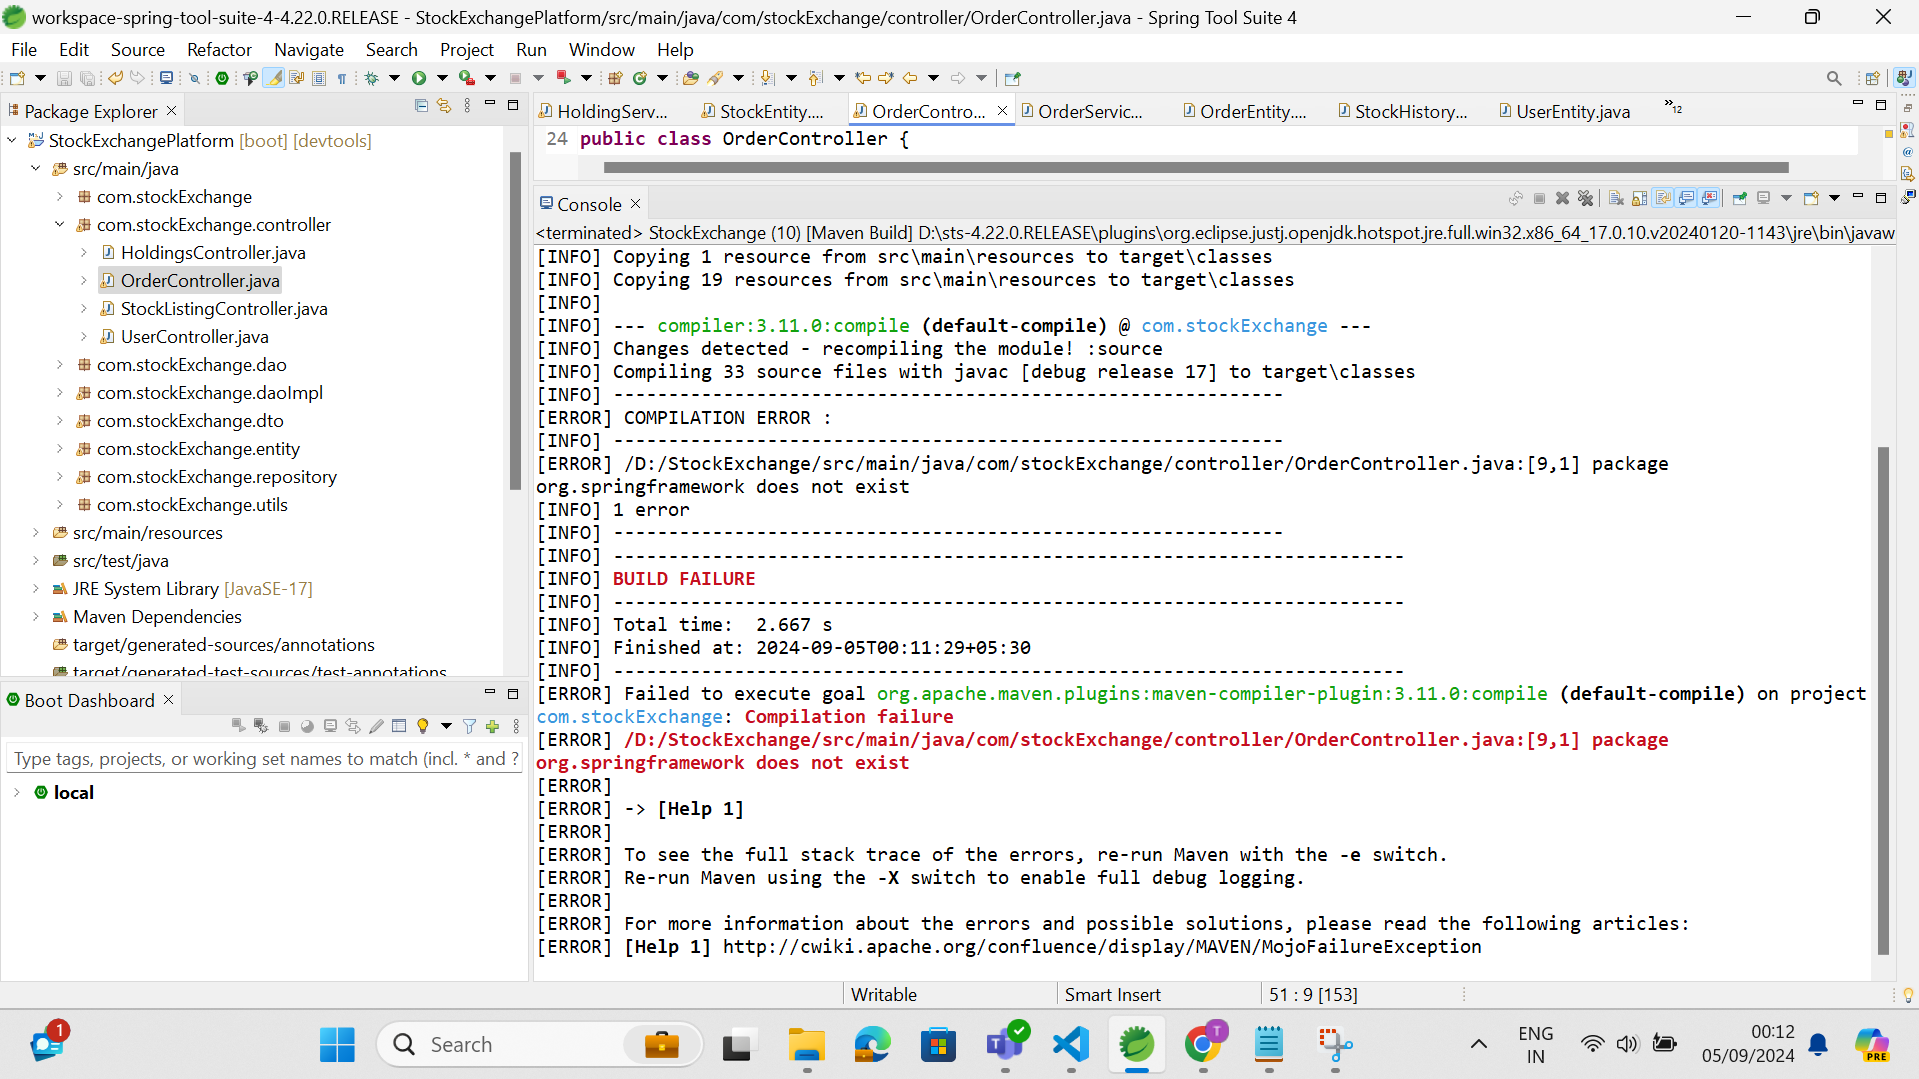 workspace-spring-tool-suite-4-4.22.0.RELEASE - StockExchangePlatform/src/main/java/com/stockExchange/controller/OrderController.java - Spring Tool Suite 4
File Edit Source Refactor Navigate Search Project Run Window Help
Package Explorer
StockExchangePlatform [boot] [devtools]
src/main/java
com.stockExchange
com.stockExchange.controller
HoldingsController.java
OrderController.java
StockListingController.java
UserController.java
com.stockExchange.dao
com.stockExchange.daoImpl
com.stockExchange.dto
com.stockExchange.entity
com.stockExchange.repository
com.stockExchange.utils
src/main/resources
src/test/java
JRE System Library [JavaSE-17]
Maven Dependencies
target/generated-sources/annotations
target/generated-test-sources/test-annotations
Boot Dashboard
Type tags, projects, or working set names to match (incl. * and ?
local
HoldingServ... StockEntity.... OrderContro... OrderServic... OrderEntity.... StockHistory... UserEntity.java »12
24 public class OrderController {
Console
<terminated> StockExchange (10) [Maven Build] D:\sts-4.22.0.RELEASE\plugins\org.eclipse.justj.openjdk.hotspot.jre.full.win32.x86_64_17.0.10.v20240120-1143\jre\bin\javaw
[INFO] Copying 1 resource from src\main\resources to target\classes
[INFO] Copying 19 resources from src\main\resources to target\classes
[INFO]
[INFO] --- compiler:3.11.0:compile (default-compile) @ com.stockExchange ---
[INFO] Changes detected - recompiling the module! :source
[INFO] Compiling 33 source files with javac [debug release 17] to target\classes
[INFO] -------------------------------------------------------------
[ERROR] COMPILATION ERROR :
[INFO] -------------------------------------------------------------
[ERROR] /D:/StockExchange/src/main/java/com/stockExchange/controller/OrderController.java:[9,1] package
org.springframework does not exist
[INFO] 1 error
[INFO] -------------------------------------------------------------
[INFO] ------------------------------------------------------------------------
[INFO] BUILD FAILURE
[INFO] ------------------------------------------------------------------------
[INFO] Total time:  2.667 s
[INFO] Finished at: 2024-09-05T00:11:29+05:30
[INFO] ------------------------------------------------------------------------
[ERROR] Failed to execute goal org.apache.maven.plugins:maven-compiler-plugin:3.11.0:compile (default-compile) on project
com.stockExchange: Compilation failure
[ERROR] /D:/StockExchange/src/main/java/com/stockExchange/controller/OrderController.java:[9,1] package
org.springframework does not exist
[ERROR]
[ERROR] -> [Help 1]
[ERROR]
[ERROR] To see the full stack trace of the errors, re-run Maven with the -e switch.
[ERROR] Re-run Maven using the -X switch to enable full debug logging.
[ERROR]
[ERROR] For more information about the errors and possible solutions, please read the following articles:
[ERROR] [Help 1] http://cwiki.apache.org/confluence/display/MAVEN/MojoFailureException
Writable Smart Insert 51 : 9 [153]
1
Search
T
ENG
IN
00:12
05/09/2024
PRE